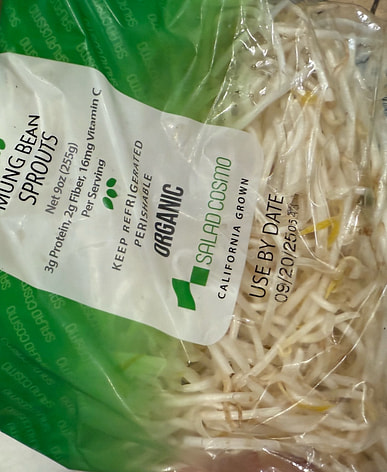 MUNG BEAN
SPROUTS
Net 9oz (255g)
3g Protein, 2g Fiber, 16mg Vitamin C
Per Serving
KEEP REFRIGERATED
PERISHABLE
ORGANIC
SALAD COSMO
CALIFORNIA GROWN
USE BY DATE
09/20/25